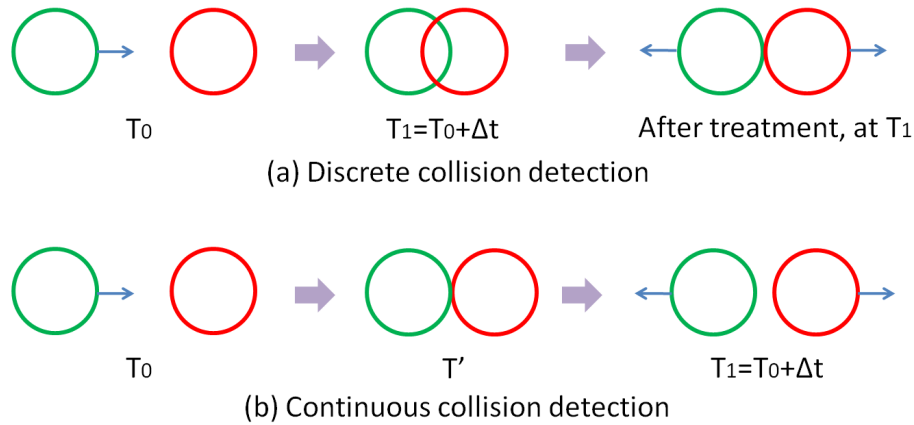 T₀ T₁=T₀+Δt After treatment, at T₁
(a) Discrete collision detection
T₀ T’ T₁=T₀+Δt
(b) Continuous collision detection